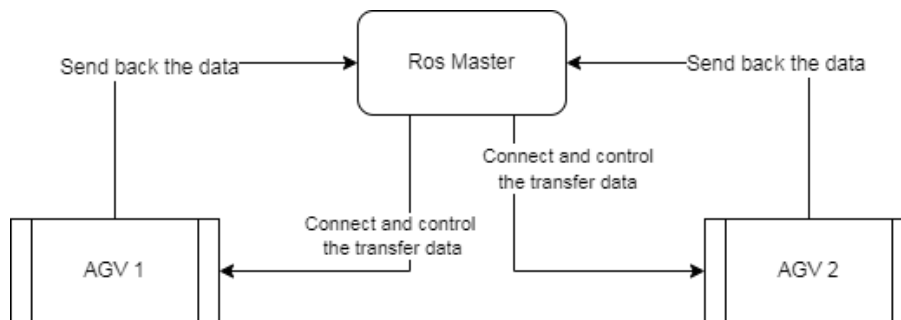 Ros Master
Send back the data
Send back the data
Connect and control
the transfer data
Connect and control
the transfer data
AGV 1
AGV 2